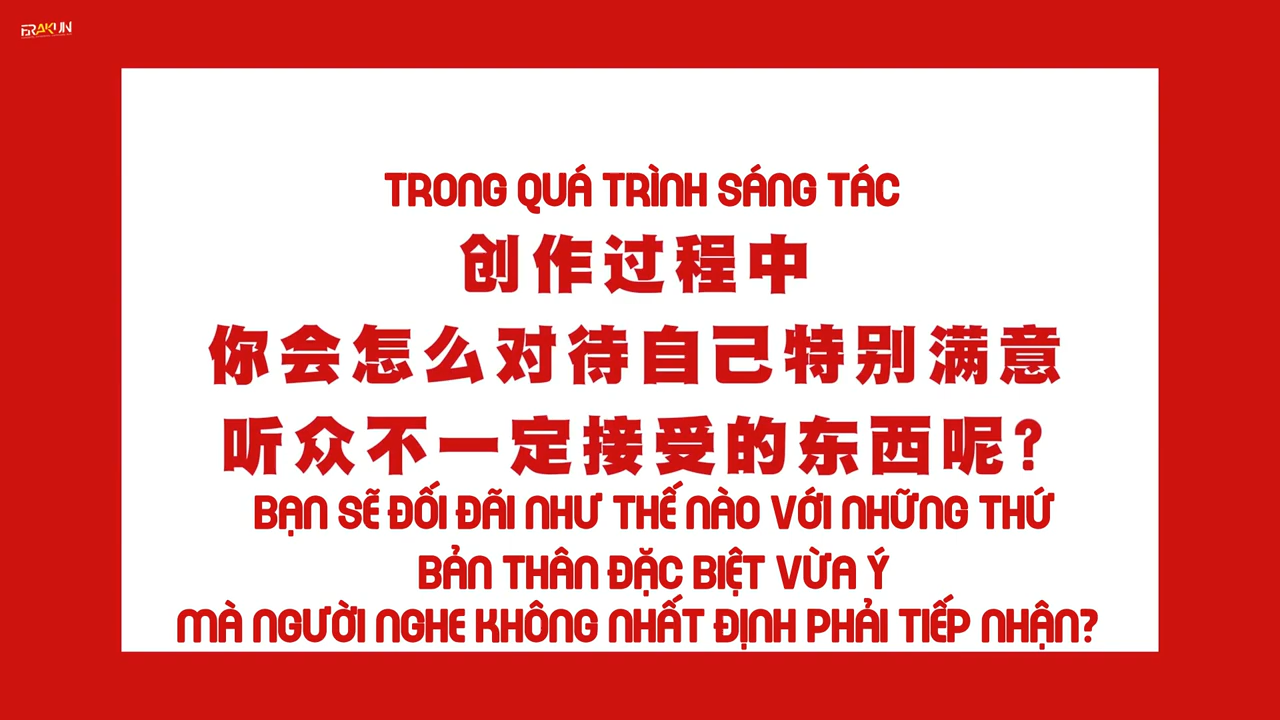 FRAKUN
TRONG QUÁ TRÌNH SÁNG TÁC
创作过程中
你会怎么对待自己特别满意
听众不一定接受的东西呢?
BẠN SẼ ĐỐI ĐÃI NHƯ THẾ NÀO VỚI NHỮNG THỨ
BẢN THÂN ĐẶC BIỆT VỪA Ý
MÀ NGƯỜI NGHE KHÔNG NHẤT ĐỊNH PHẢI TIẾP NHẬN?